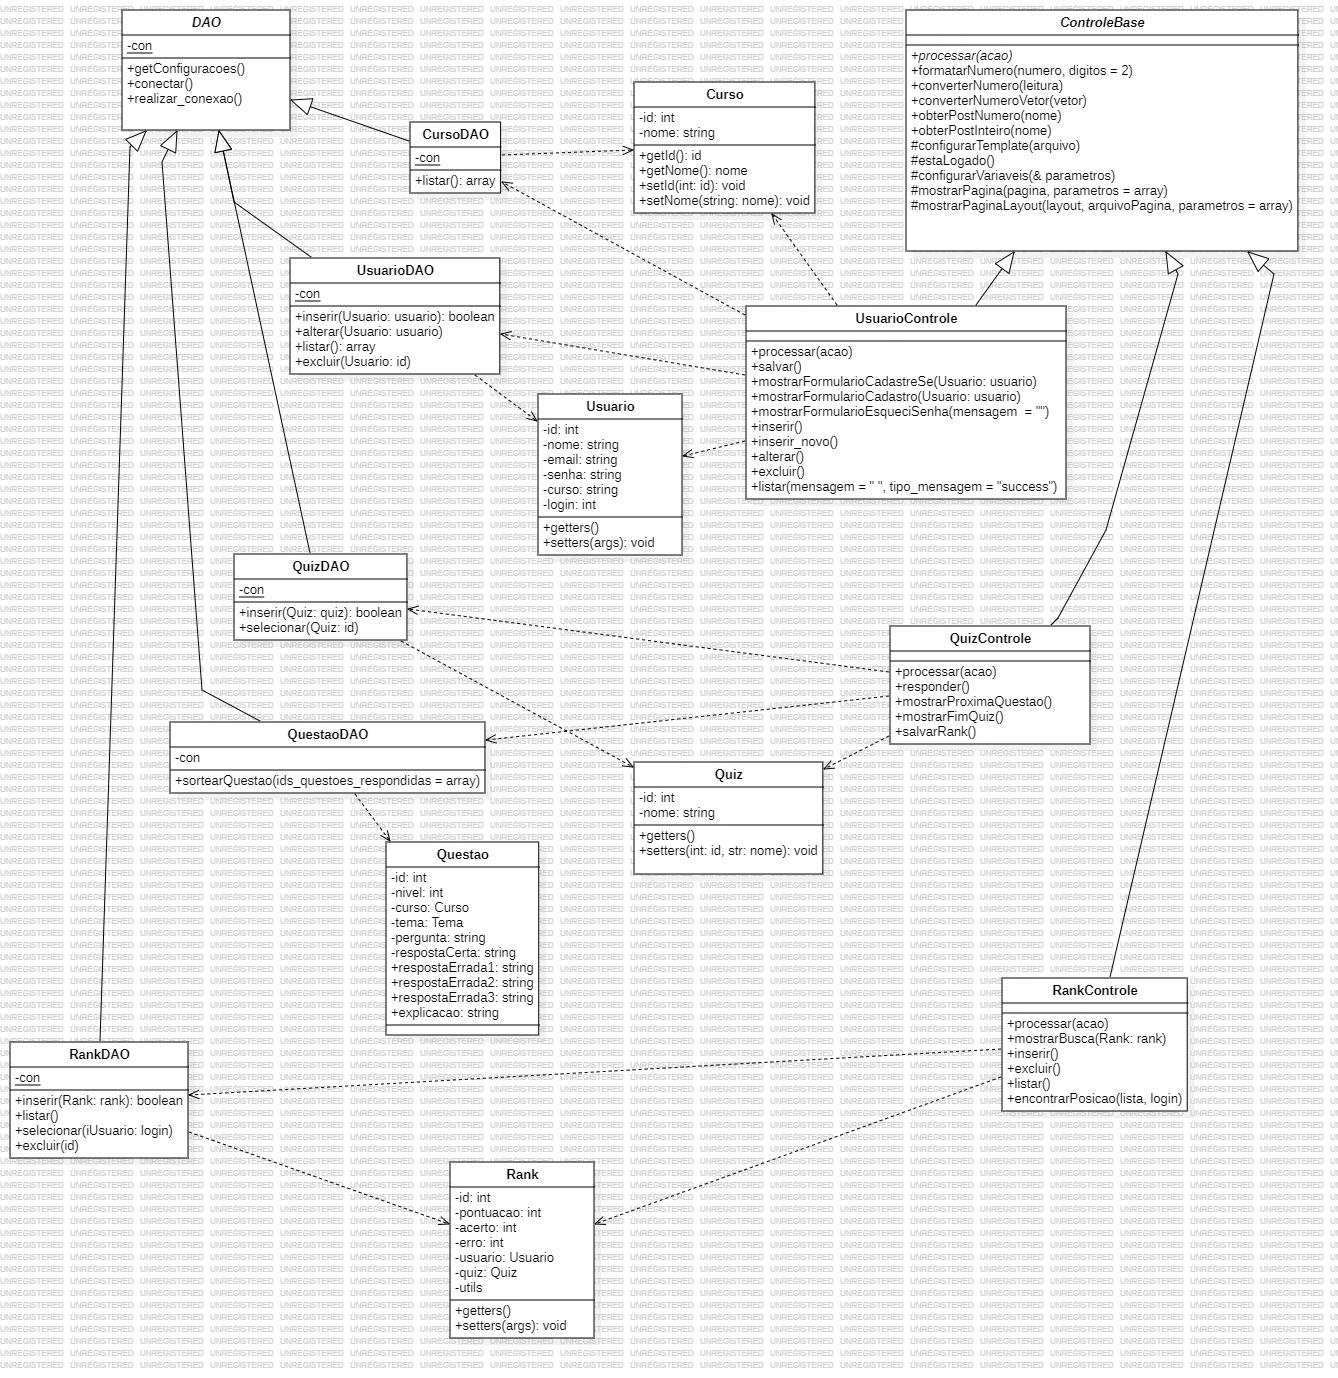 DAO
-con
+getConfiguracoes()
+conectar()
+realizar_conexao()
ControleBase
+processar(acao)
+formatarNumero(numero, digitos = 2)
+converterNumero(leitura)
+converterNumeroVetor(vetor)
+obterPostNumero(nome)
+obterPostInteiro(nome)
#configurarTemplate(arquivo)
#estaLogado()
#configurarVariaveis(& parametros)
#mostrarPagina(pagina, parametros = array)
#mostrarPaginaLayout(layout, arquivoPagina, parametros = array)
CursoDAO
-con
+listar(): array
Curso
-id: int
-nome: string
+getId(): id
+getNome(): nome
+setId(int: id): void
+setNome(string: nome): void
UsuarioDAO
-con
+inserir(Usuario: usuario): boolean
+alterar(Usuario: usuario)
+listar(): array
+excluir(Usuario: id)
UsuarioControle
+processar(acao)
+salvar()
+mostrarFormularioCadastreSe(Usuario: usuario)
+mostrarFormularioCadastro(Usuario: usuario)
+mostrarFormularioEsqueciSenha(mensagem  = "")
+inserir()
+inserir_novo()
+alterar()
+excluir()
+listar(mensagem = " ", tipo_mensagem = "success")
Usuario
-id: int
-nome: string
-email: string
-senha: string
-curso: string
-login: int
+getters()
+setters(args): void
QuizDAO
-con
+inserir(Quiz: quiz): boolean
+selecionar(Quiz: id)
QuizControle
+processar(acao)
+responder()
+mostrarProximaQuestao()
+mostrarFimQuiz()
+salvarRank()
QuestaoDAO
-con
+sortearQuestao(ids_questoes_respondidas = array)
Quiz
-id: int
-nome: string
+getters()
+setters(int: id, str: nome): void
Questao
-id: int
-nivel: int
-curso: Curso
-tema: Tema
-pergunta: string
-respostaCerta: string
+respostaErrada1: string
+respostaErrada2: string
+respostaErrada3: string
+explicacao: string
RankControle
+processar(acao)
+mostrarBusca(Rank: rank)
+inserir()
+excluir()
+listar()
+encontrarPosicao(lista, login)
RankDAO
-con
+inserir(Rank: rank): boolean
+listar()
+selecionar(iUsuario: login)
+excluir(id)
Rank
-id: int
-pontuacao: int
-acerto: int
-erro: int
-usuario: Usuario
-quiz: Quiz
-utils
+getters()
+setters(args): void
UNREGISTERED